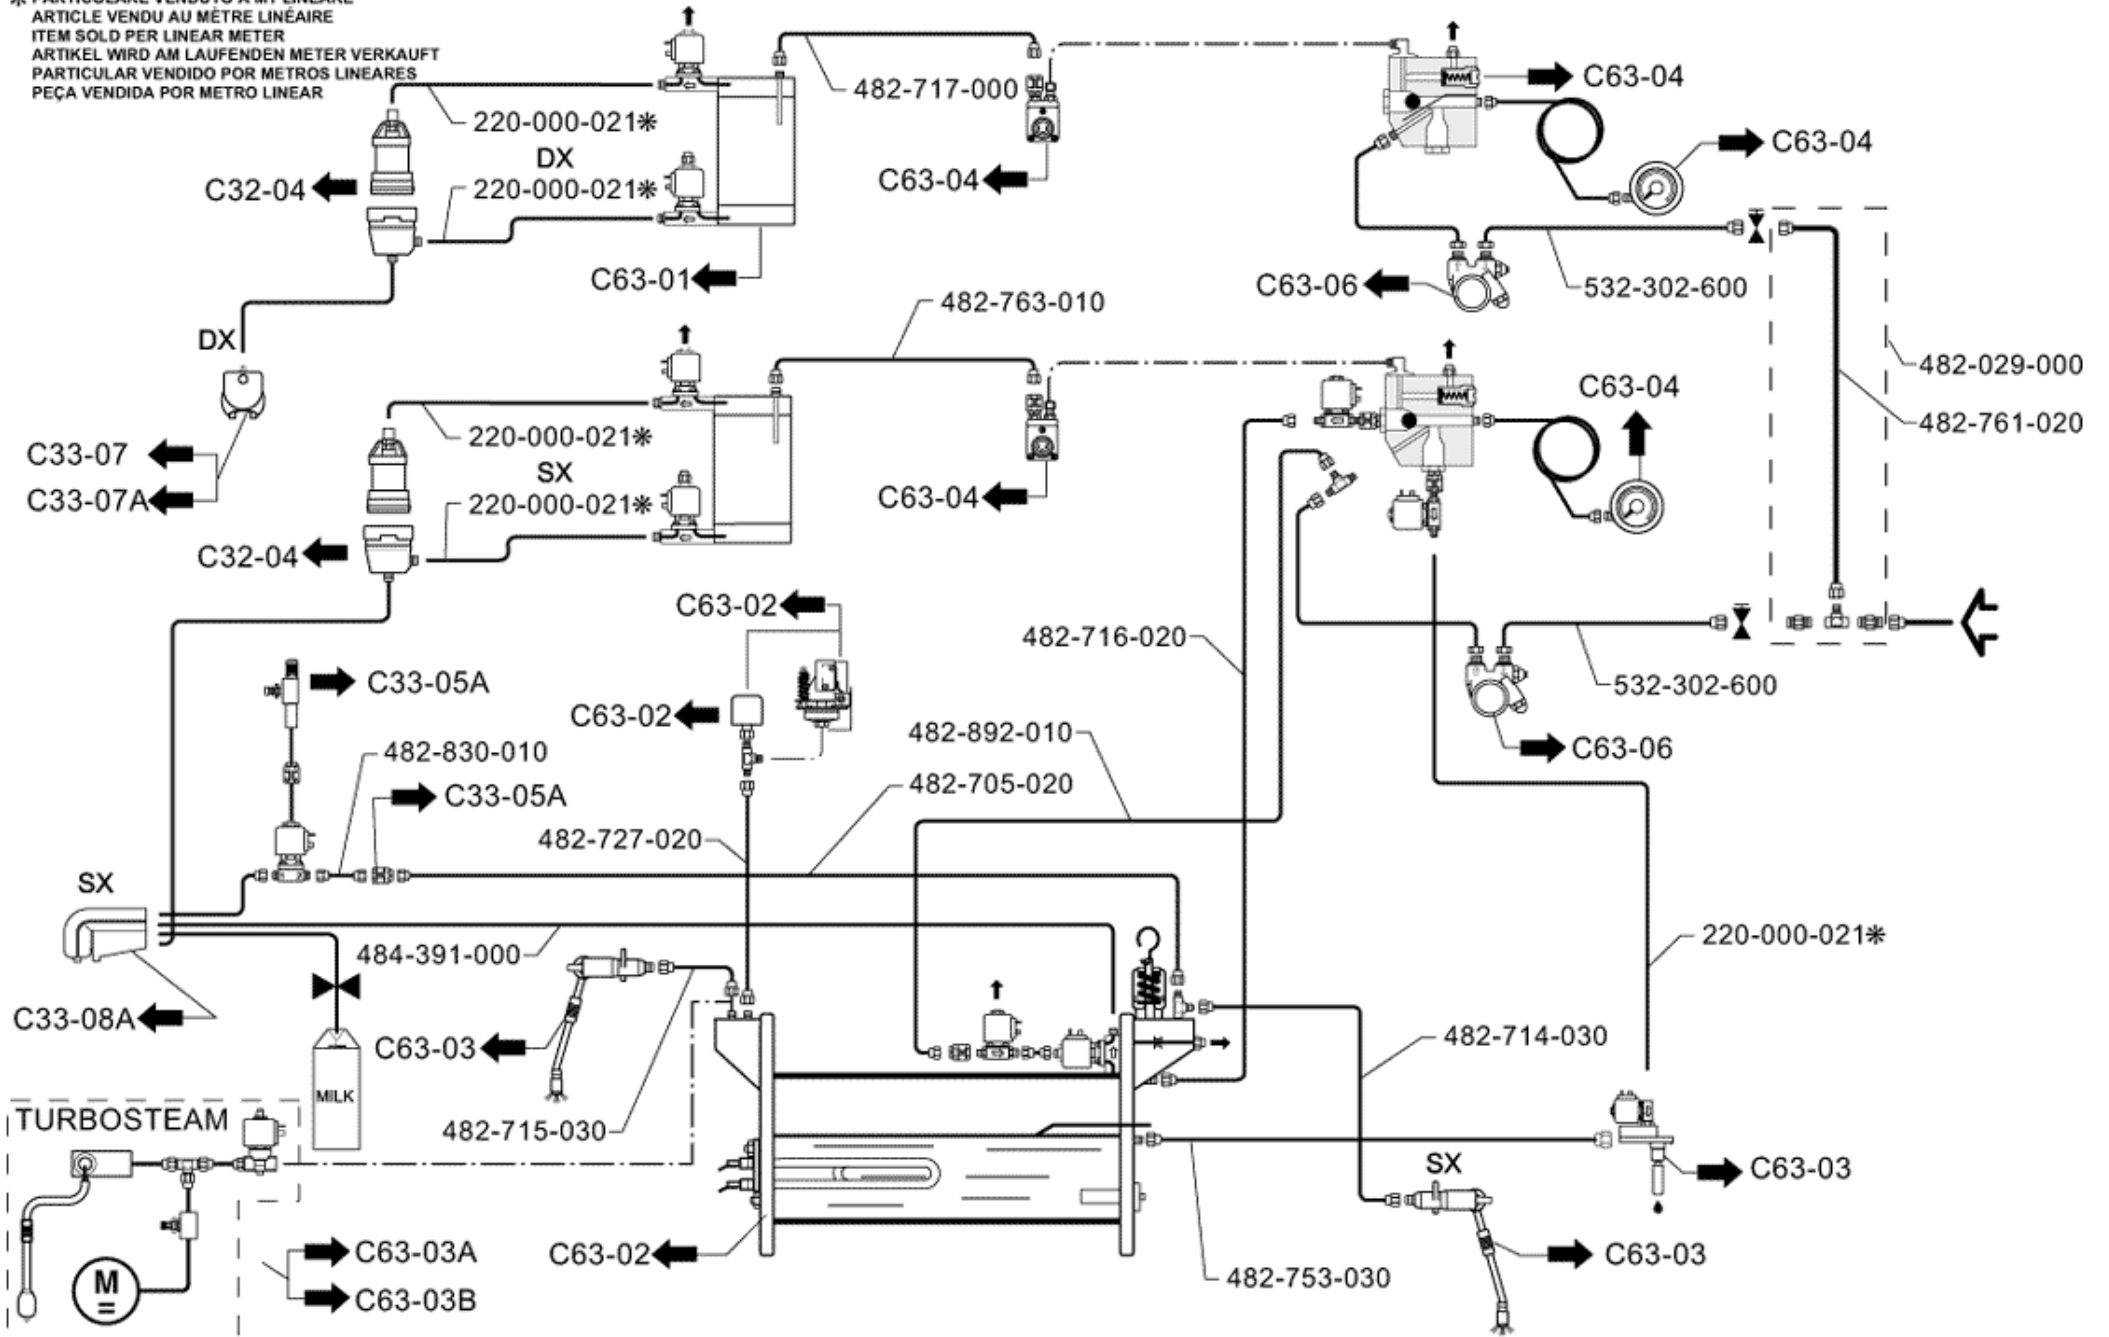 ✳ PARTICOLARE VENDUTO A MT LINEARE
ARTICLE VENDU AU MÈTRE LINÉAIRE
ITEM SOLD PER LINEAR METER
ARTIKEL WIRD AM LAUFENDEN METER VERKAUFT
PARTICULAR VENDIDO POR METROS LINEARES
PEÇA VENDIDA POR METRO LINEAR
482-717-000
C63-04
220-000-021✳
C63-04
DX
C32-04
220-000-021✳
C63-04
C63-01
C63-06
532-302-600
482-763-010
DX
482-029-000
C63-04
482-761-020
220-000-021✳
C33-07
SX
C33-07A
220-000-021✳
C63-04
C32-04
C63-02
482-716-020
C33-05A
532-302-600
C63-02
482-892-010
C63-06
482-830-010
482-705-020
C33-05A
482-727-020
SX
220-000-021✳
484-391-000
C33-08A
482-714-030
C63-03
MILK
TURBOSTEAM
482-715-030
SX
C63-03
C63-03A
C63-02
C63-03
482-753-030
M
=
C63-03B